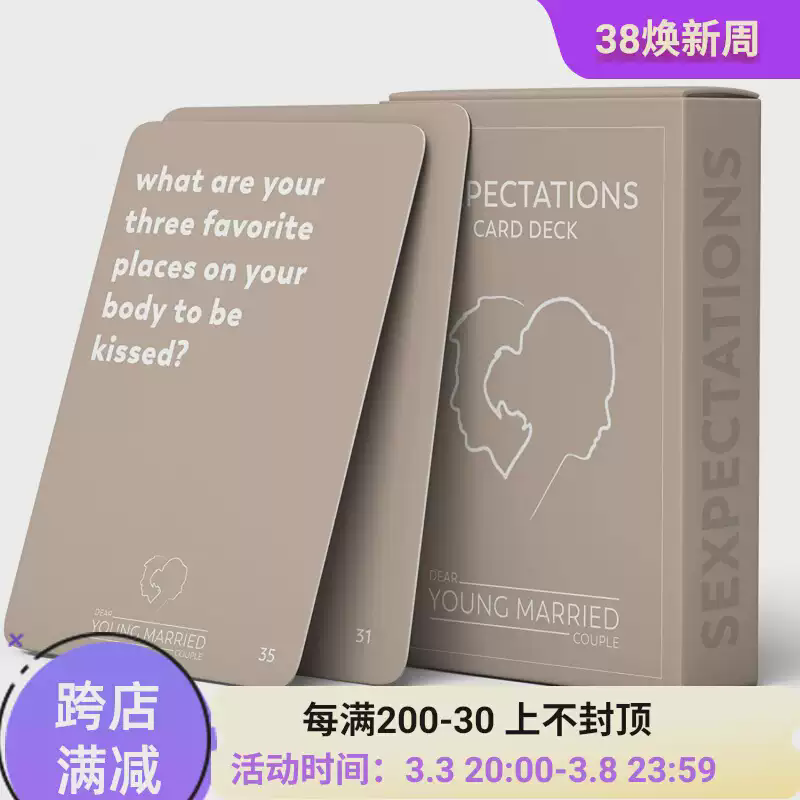 38焕新周
what are your
three favorite
places on your
body to be
kissed?
DEAR
YOUNG MARRIED
COUPLE
35
31
PECTATIONS
CARD DECK
DEAR
YOUNG MARRIED
COUPLE
SEXPECTATIONS
跨店
满减
每满200-30 上不封顶
活动时间：3.3 20:00-3.8 23:59